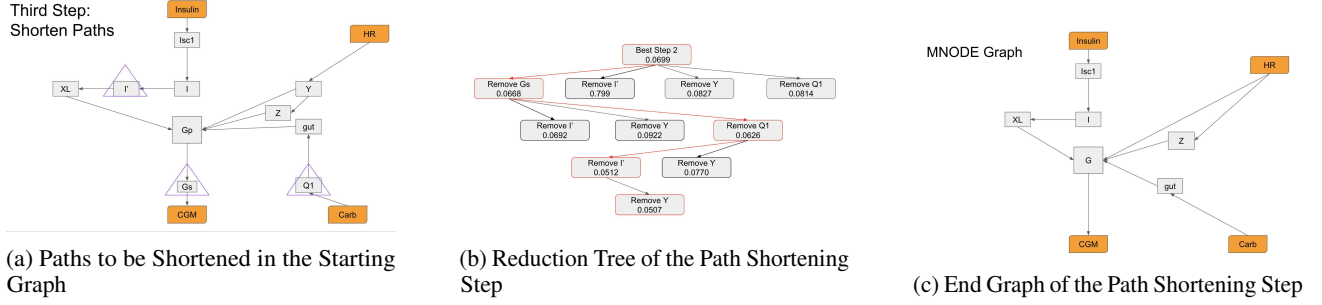 Third Step:
Shorten Paths
Insulin
Isc1
HR
XL
I'
I
Y
Z
Gp
gut
Gs
Q1
CGM
Carb
(a) Paths to be Shortened in the Starting
Graph
Best Step 2
0.0699
Remove Gs
0.0668
Remove I'
0.799
Remove Y
0.0827
Remove Q1
0.0814
Remove I'
0.0692
Remove Y
0.0922
Remove Q1
0.0626
Remove I'
0.0512
Remove Y
0.0770
Remove Y
0.0507
(b) Reduction Tree of the Path Shortening
Step
MNODE Graph
Insulin
Isc1
HR
XL
I
Z
G
gut
CGM
Carb
(c) End Graph of the Path Shortening Step